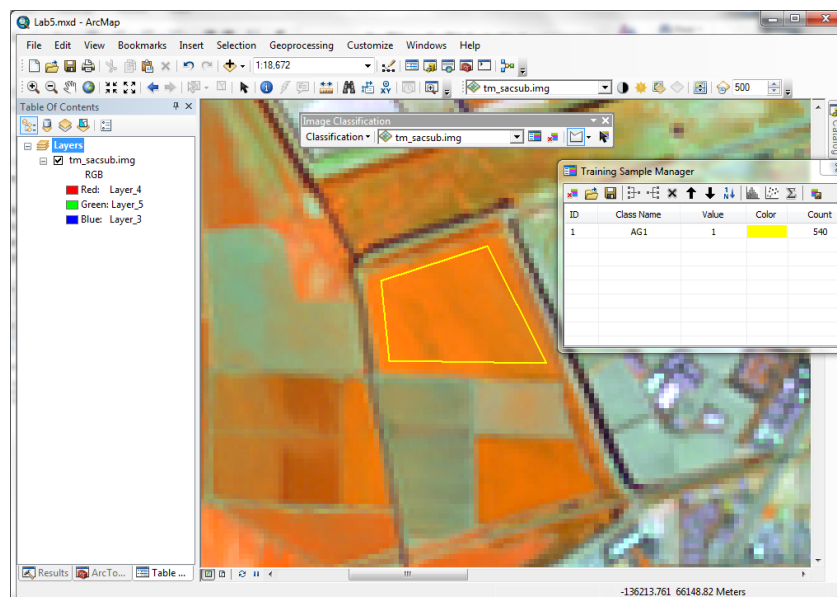 Lab5.mxd - ArcMap
File Edit View Bookmarks Insert Selection Geoprocessing Customize Windows Help
1:18,672
tm_sacsub.img 500
Table Of Contents
Layers
tm_sacsub.img
RGB
Red: Layer_4
Green: Layer_5
Blue: Layer_3
Image Classification
Classification tm_sacsub.img
Training Sample Manager
ID Class Name Value Color Count
1 AG1 1 540
Catalog
Results ArcTo... Table ...
-136213.761 66148.82 Meters